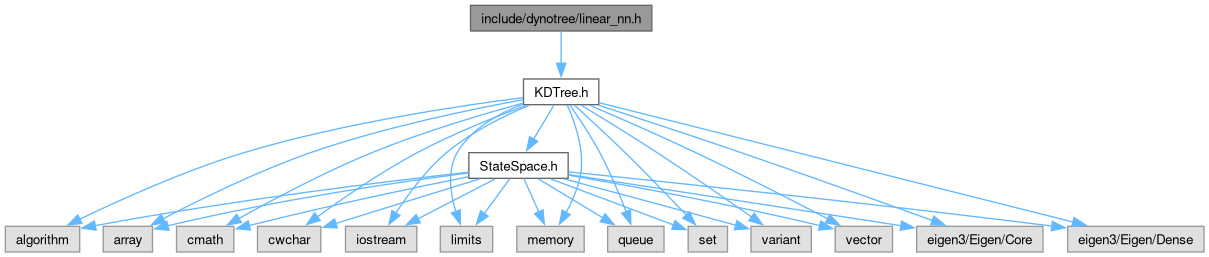 include/dynotree/linear_nn.h
KDTree.h
StateSpace.h
algorithm
array
cmath
cwchar
iostream
limits
memory
queue
set
variant
vector
eigen3/Eigen/Core
eigen3/Eigen/Dense